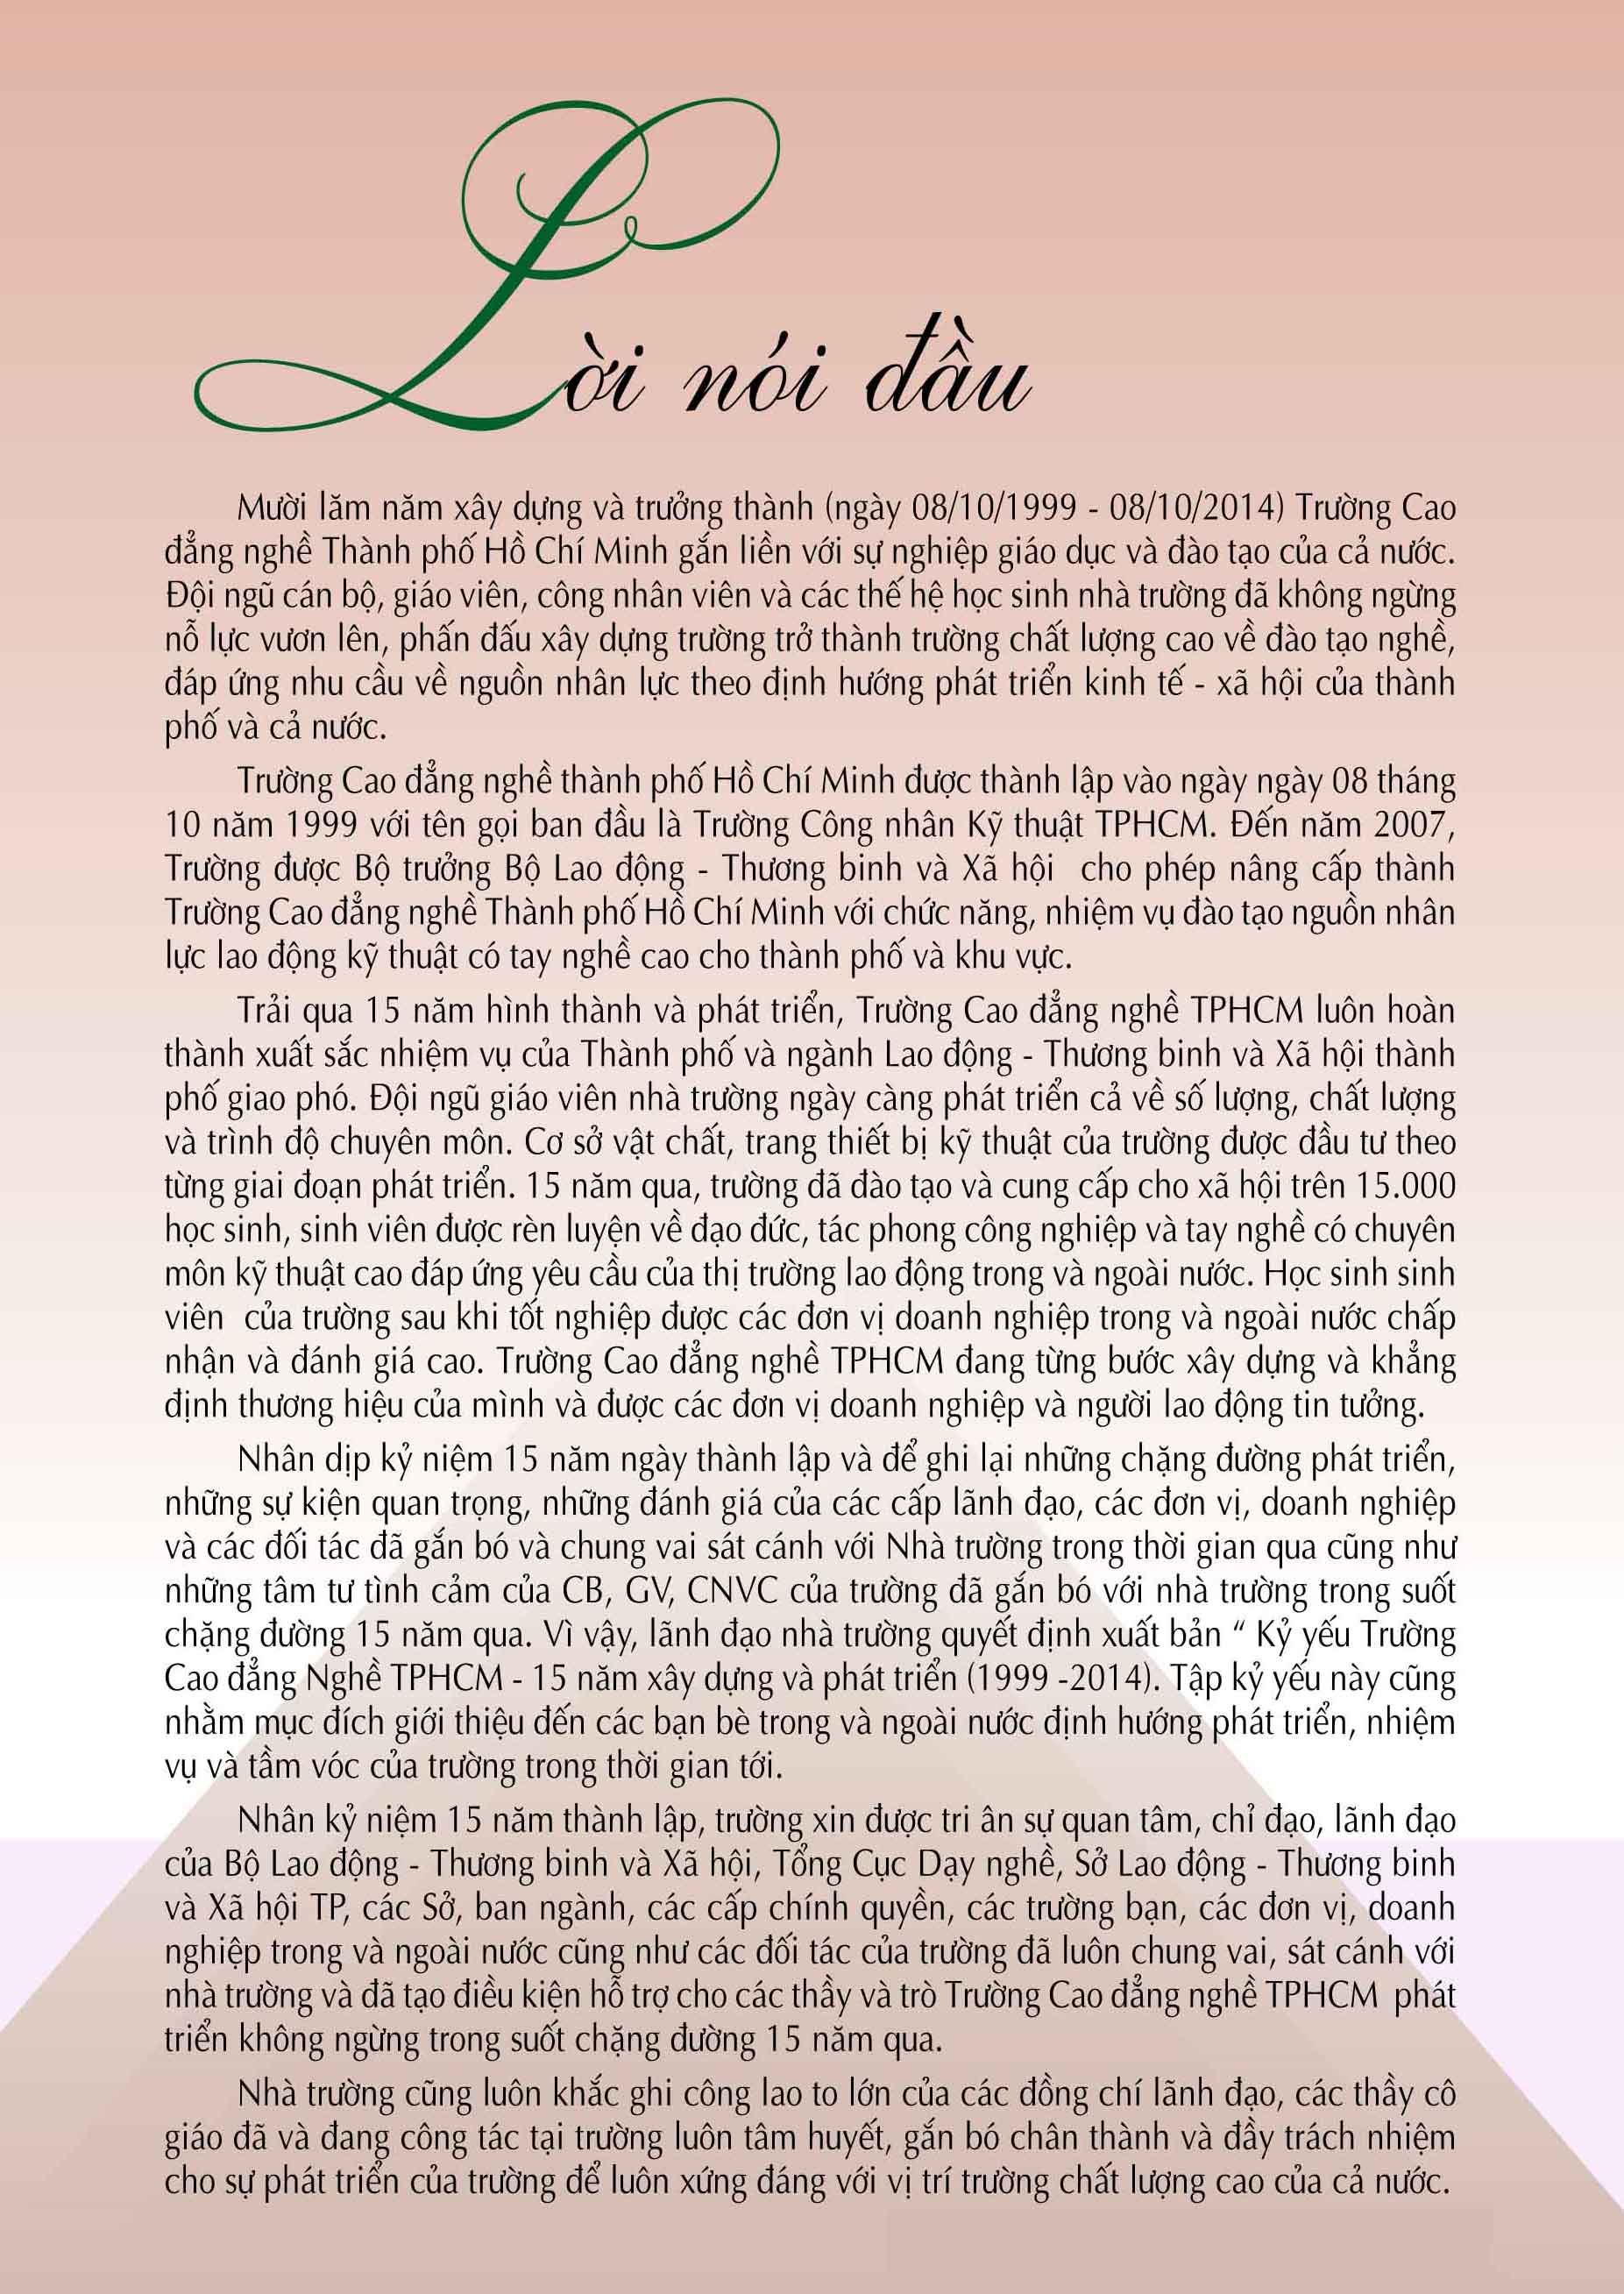 Lời nói đầu
Mười lăm năm xây dựng và trưởng thành (ngày 08/10/1999 - 08/10/2014) Trường Cao
đẳng nghề Thành phố Hồ Chí Minh gắn liền với sự nghiệp giáo dục và đào tạo của cả nước.
Đội ngũ cán bộ, giáo viên, công nhân viên và các thế hệ học sinh nhà trường đã không ngừng
nỗ lực vươn lên, phấn đấu xây dựng trường trở thành trường chất lượng cao về đào tạo nghề,
đáp ứng nhu cầu về nguồn nhân lực theo định hướng phát triển kinh tế - xã hội của thành
phố và cả nước.
Trường Cao đẳng nghề thành phố Hồ Chí Minh được thành lập vào ngày ngày 08 tháng
10 năm 1999 với tên gọi ban đầu là Trường Công nhân Kỹ thuật TPHCM. Đến năm 2007,
Trường được Bộ trưởng Bộ Lao động - Thương binh và Xã hội  cho phép nâng cấp thành
Trường Cao đẳng nghề Thành phố Hồ Chí Minh với chức năng, nhiệm vụ đào tạo nguồn nhân
lực lao động kỹ thuật có tay nghề cao cho thành phố và khu vực.
Trải qua 15 năm hình thành và phát triển, Trường Cao đẳng nghề TPHCM luôn hoàn
thành xuất sắc nhiệm vụ của Thành phố và ngành Lao động - Thương binh và Xã hội thành
phố giao phó. Đội ngũ giáo viên nhà trường ngày càng phát triển cả về số lượng, chất lượng
và trình độ chuyên môn. Cơ sở vật chất, trang thiết bị kỹ thuật của trường được đầu tư theo
từng giai đoạn phát triển. 15 năm qua, trường đã đào tạo và cung cấp cho xã hội trên 15.000
học sinh, sinh viên được rèn luyện về đạo đức, tác phong công nghiệp và tay nghề có chuyên
môn kỹ thuật cao đáp ứng yêu cầu của thị trường lao động trong và ngoài nước. Học sinh sinh
viên  của trường sau khi tốt nghiệp được các đơn vị doanh nghiệp trong và ngoài nước chấp
nhận và đánh giá cao. Trường Cao đẳng nghề TPHCM đang từng bước xây dựng và khẳng
định thương hiệu của mình và được các đơn vị doanh nghiệp và người lao động tin tưởng.
Nhân dịp kỷ niệm 15 năm ngày thành lập và để ghi lại những chặng đường phát triển,
những sự kiện quan trọng, những đánh giá của các cấp lãnh đạo, các đơn vị, doanh nghiệp
và các đối tác đã gắn bó và chung vai sát cánh với Nhà trường trong thời gian qua cũng như
những tâm tư tình cảm của CB, GV, CNVC của trường đã gắn bó với nhà trường trong suốt
chặng đường 15 năm qua. Vì vậy, lãnh đạo nhà trường quyết định xuất bản “ Kỷ yếu Trường
Cao đẳng Nghề TPHCM - 15 năm xây dựng và phát triển (1999 -2014). Tập kỷ yếu này cũng
nhằm mục đích giới thiệu đến các bạn bè trong và ngoài nước định hướng phát triển, nhiệm
vụ và tầm vóc của trường trong thời gian tới.
Nhân kỷ niệm 15 năm thành lập, trường xin được tri ân sự quan tâm, chỉ đạo, lãnh đạo
của Bộ Lao động - Thương binh và Xã hội, Tổng Cục Dạy nghề, Sở Lao động - Thương binh
và Xã hội TP, các Sở, ban ngành, các cấp chính quyền, các trường bạn, các đơn vị, doanh
nghiệp trong và ngoài nước cũng như các đối tác của trường đã luôn chung vai, sát cánh với
nhà trường và đã tạo điều kiện hỗ trợ cho các thầy và trò Trường Cao đẳng nghề TPHCM  phát
triển không ngừng trong suốt chặng đường 15 năm qua.
Nhà trường cũng luôn khắc ghi công lao to lớn của các đồng chí lãnh đạo, các thầy cô
giáo đã và đang công tác tại trường luôn tâm huyết, gắn bó chân thành và đầy trách nhiệm
cho sự phát triển của trường để luôn xứng đáng với vị trí trường chất lượng cao của cả nước.